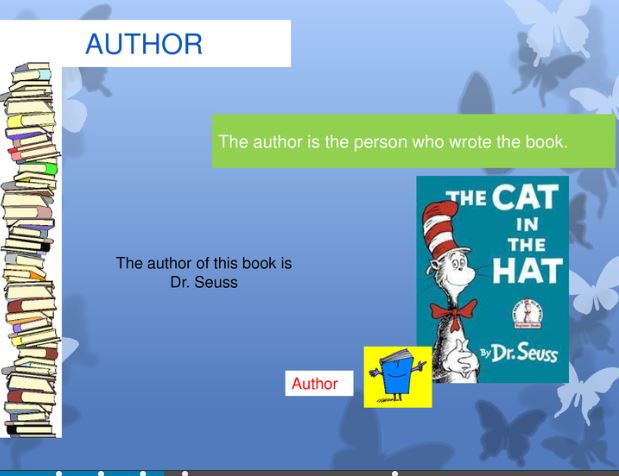 AUTHOR
The author is the person who wrote the book.
THE CAT
IN
THE
HAT
The author of this book is
Dr. Seuss
By Dr. Seuss
Author